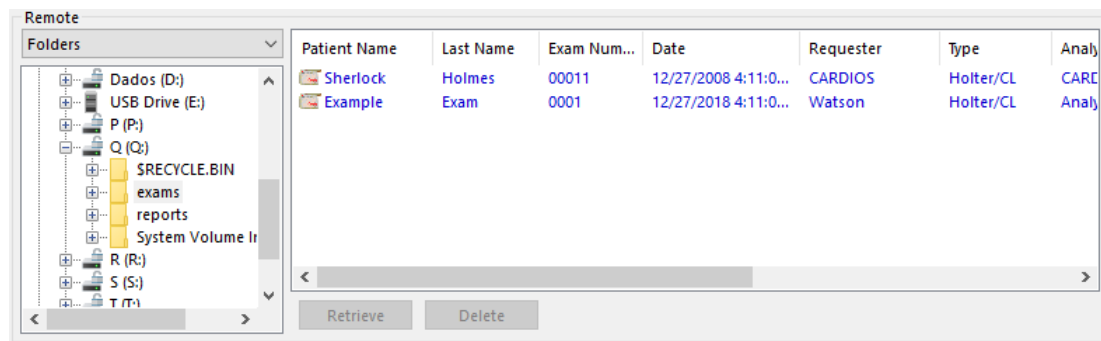 Remote
Folders
Dados (D:)
USB Drive (E:)
P (P:)
Q (Q:)
$RECYCLE.BIN
exams
reports
System Volume Ir
R (R:)
S (S:)
T (T:)
Patient Name Last Name Exam Num... Date Requester Type Analy
Sherlock Holmes 00011 12/27/2008 4:11:0... CARDIOS Holter/CL CARD
Example Exam 0001 12/27/2018 4:11:0... Watson Holter/CL Analy
Retrieve Delete